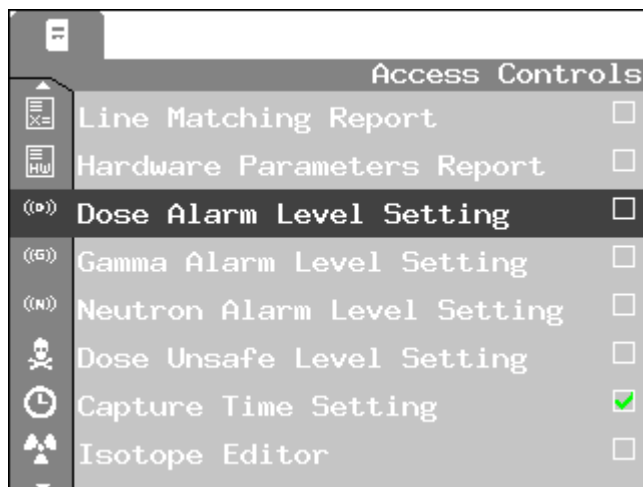 Access Controls
X= Line Matching Report
HW Hardware Parameters Report
((D)) Dose Alarm Level Setting
((G)) Gamma Alarm Level Setting
((N)) Neutron Alarm Level Setting
Dose Unsafe Level Setting
Capture Time Setting
Isotope Editor